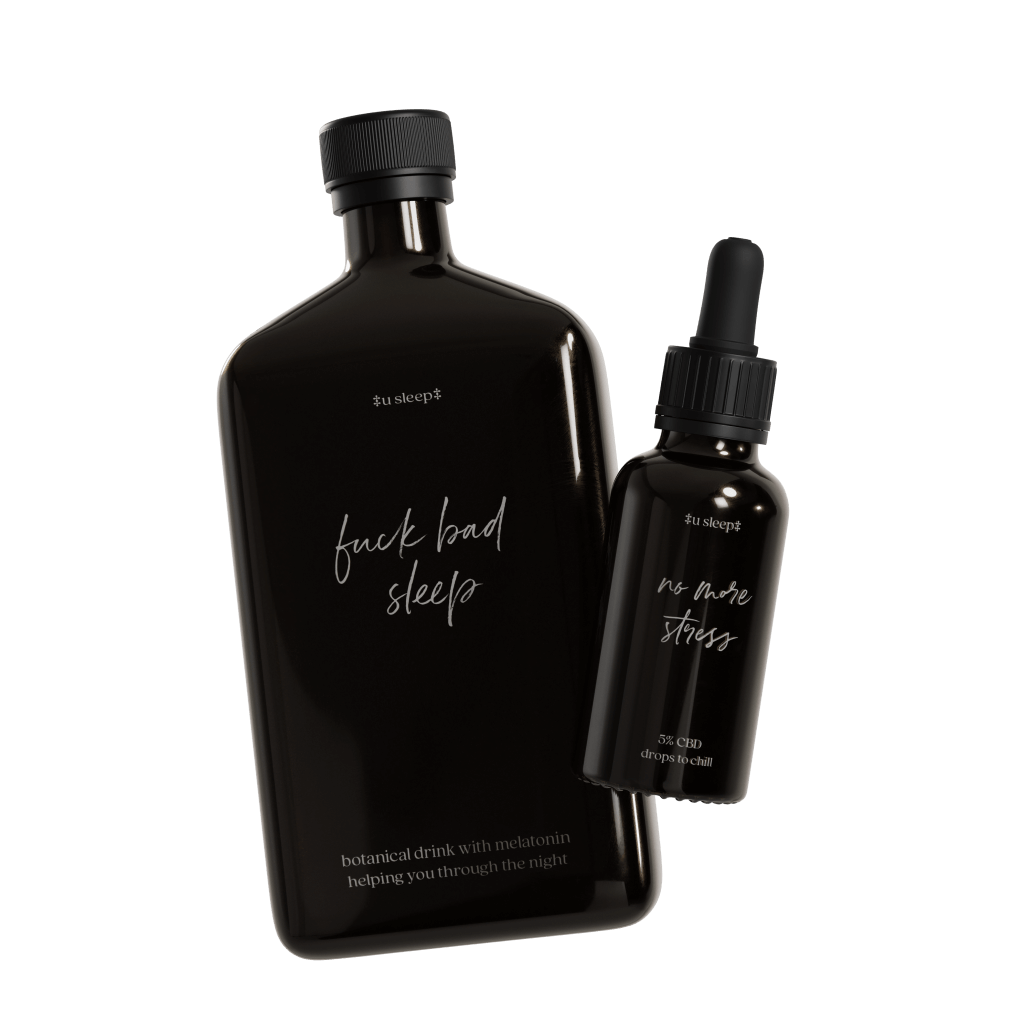 ‡u sleep‡
fuck bad
sleep
botanical drink with melatonin
helping you through the night
‡u sleep‡
no more
stress
5% CBD
drops to chill